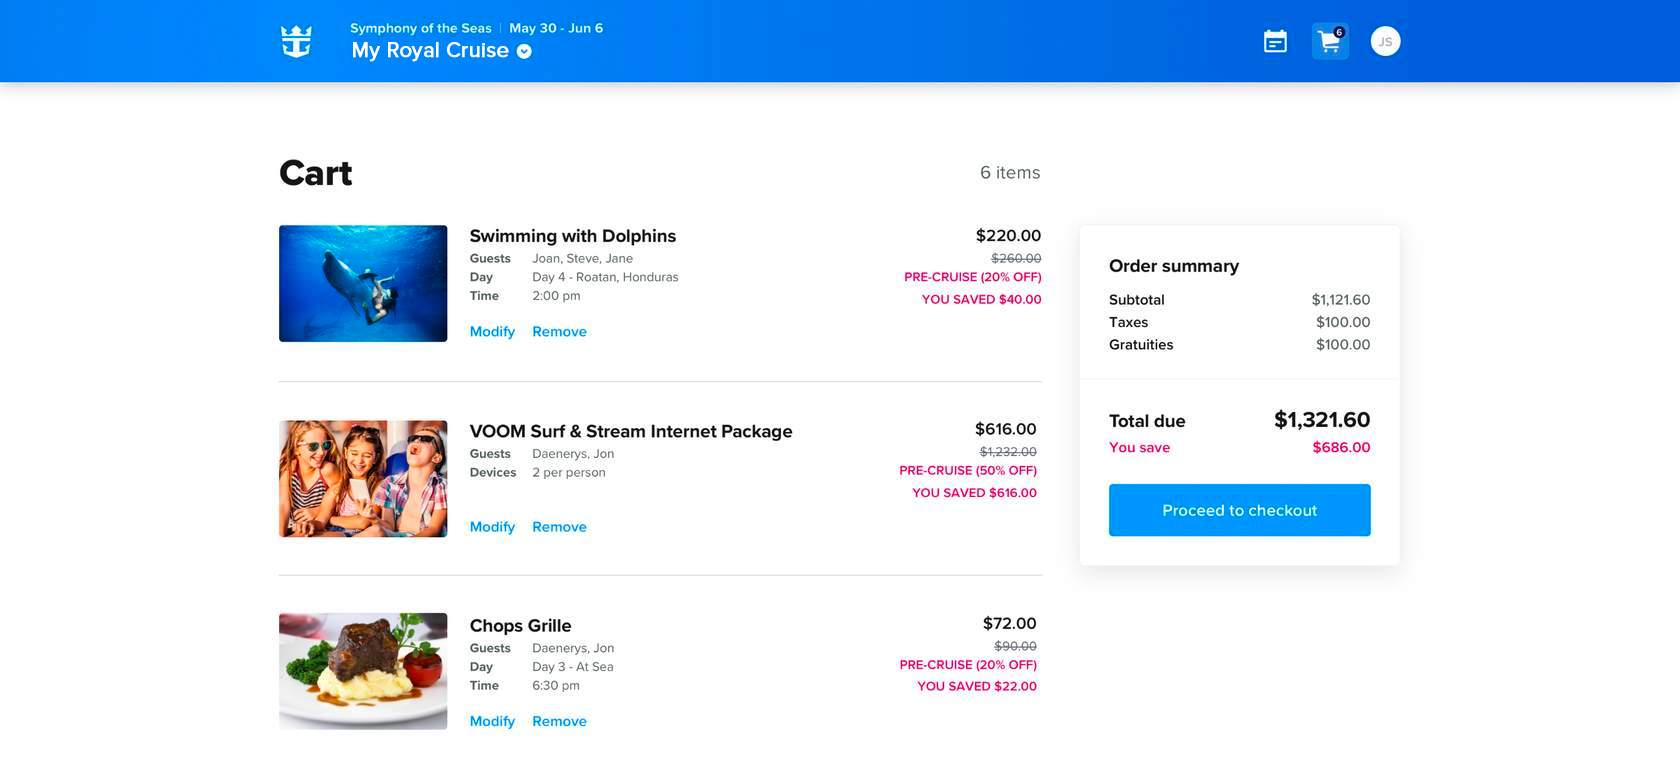 Symphony of the Seas | May 30 - Jun 6
My Royal Cruise
6
JS
Cart
6 items
Swimming with Dolphins
Guests Joan, Steve, Jane
Day Day 4 - Roatan, Honduras
Time 2:00 pm
Modify Remove
$220.00
$260.00
PRE-CRUISE (20% OFF)
YOU SAVED $40.00
VOOM Surf & Stream Internet Package
Guests Daenerys, Jon
Devices 2 per person
Modify Remove
$616.00
$1,232.00
PRE-CRUISE (50% OFF)
YOU SAVED $616.00
Chops Grille
Guests Daenerys, Jon
Day Day 3 - At Sea
Time 6:30 pm
Modify Remove
$72.00
$90.00
PRE-CRUISE (20% OFF)
YOU SAVED $22.00
Order summary
Subtotal $1,121.60
Taxes $100.00
Gratuities $100.00
Total due $1,321.60
You save $686.00
Proceed to checkout